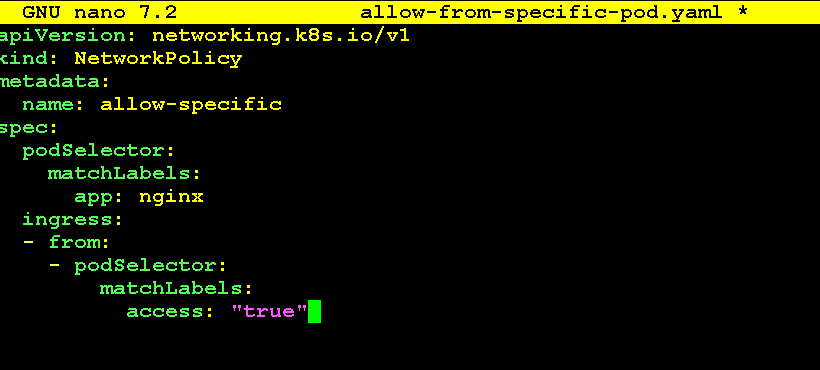 GNU nano 7.2 allow-from-specific-pod.yaml *
apiVersion: networking.k8s.io/v1
kind: NetworkPolicy
metadata:
  name: allow-specific
spec:
  podSelector:
    matchLabels:
      app: nginx
  ingress:
  - from:
    - podSelector:
        matchLabels:
          access: "true"